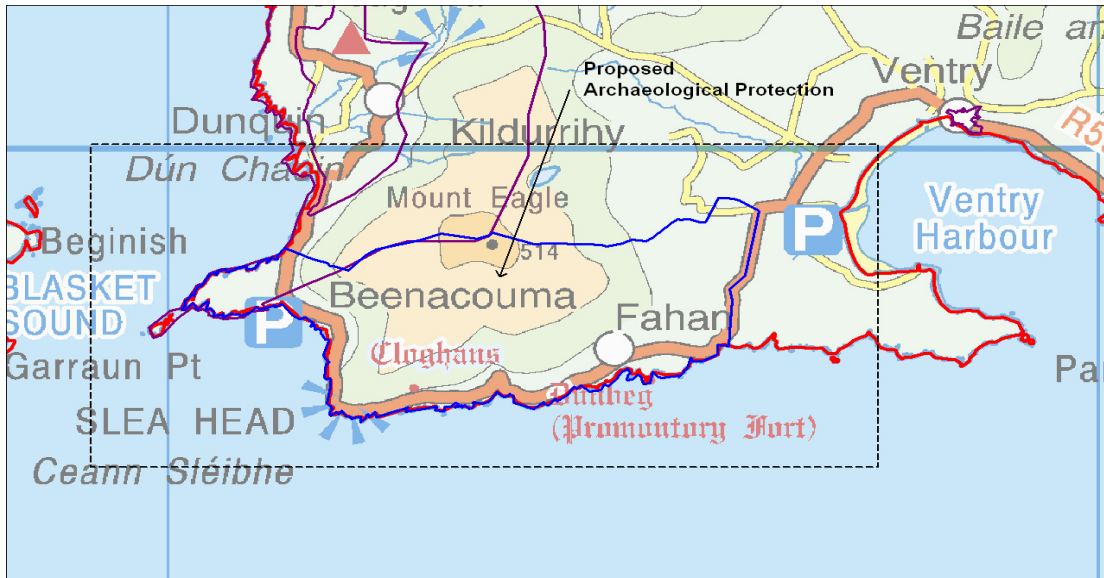 Baile an
Proposed
Archaeological Protection
Ventry
Dunquin
Kildurrihy
R5
Dún Chaoin
Mount Eagle
Ventry
Harbour
Beginish
P
514
BLASKET
SOUND
Beenacouma
P
Fahan
Cloghans
Garraun Pt
Dunbeg
(Promontory Fort)
SLEA HEAD
Ceann Sléibhe